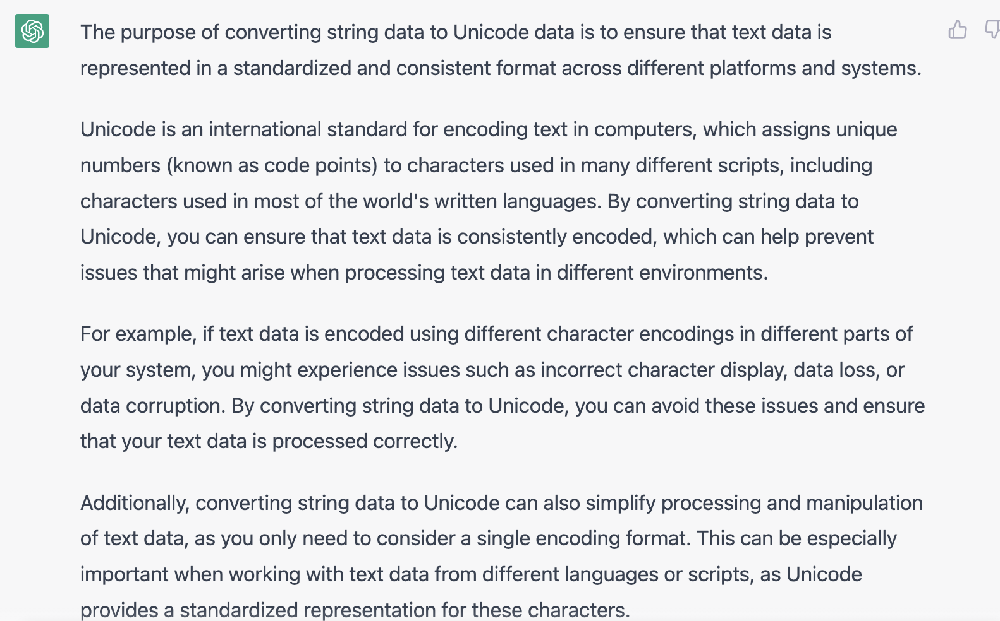 The purpose of converting string data to Unicode data is to ensure that text data is
represented in a standardized and consistent format across different platforms and systems.
Unicode is an international standard for encoding text in computers, which assigns unique
numbers (known as code points) to characters used in many different scripts, including
characters used in most of the world's written languages. By converting string data to
Unicode, you can ensure that text data is consistently encoded, which can help prevent
issues that might arise when processing text data in different environments.
For example, if text data is encoded using different character encodings in different parts of
your system, you might experience issues such as incorrect character display, data loss, or
data corruption. By converting string data to Unicode, you can avoid these issues and ensure
that your text data is processed correctly.
Additionally, converting string data to Unicode can also simplify processing and manipulation
of text data, as you only need to consider a single encoding format. This can be especially
important when working with text data from different languages or scripts, as Unicode
provides a standardized representation for these characters.